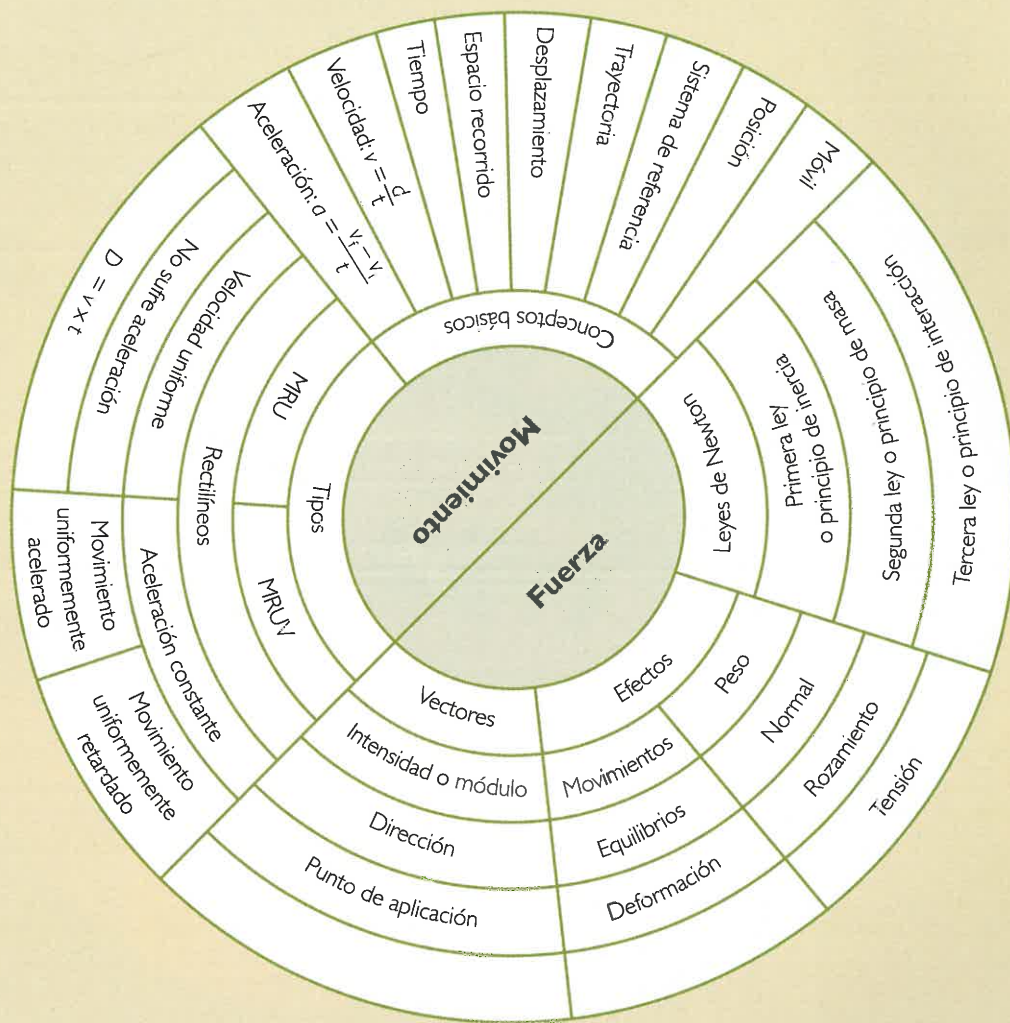 Movimiento
Fuerza
Conceptos básicos
Aceleración: a = (v_f – v_i)/t
Velocidad: v = d/t
Tiempo
Espacio recorrido
Desplazamiento
Trayectoria
Sistema de referencia
Posición
Móvil
Leyes de Newton
Primera ley
o principio de inercia
Segunda ley o principio de masa
Tercera ley o principio de interacción
Efectos
Peso
Normal
Rozamiento
Tensión
Movimientos
Equilibrios
Deformación
Vectores
Intensidad o módulo
Dirección
Punto de aplicación
Tipos
MRU
MRUV
Rectilíneos
Velocidad uniforme
No sufre aceleración
D = v × t
Aceleración constante
Movimiento
uniformemente
acelerado
Movimiento
uniformemente
retardado